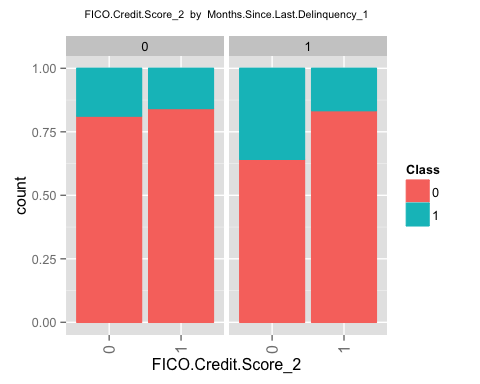 FICO.Credit.Score_2 by Months.Since.Last.Delinquency_1
0 1
1.00
0.75
0.50
0.25
0.00
count
0 1 0 1
FICO.Credit.Score_2
Class
0
1